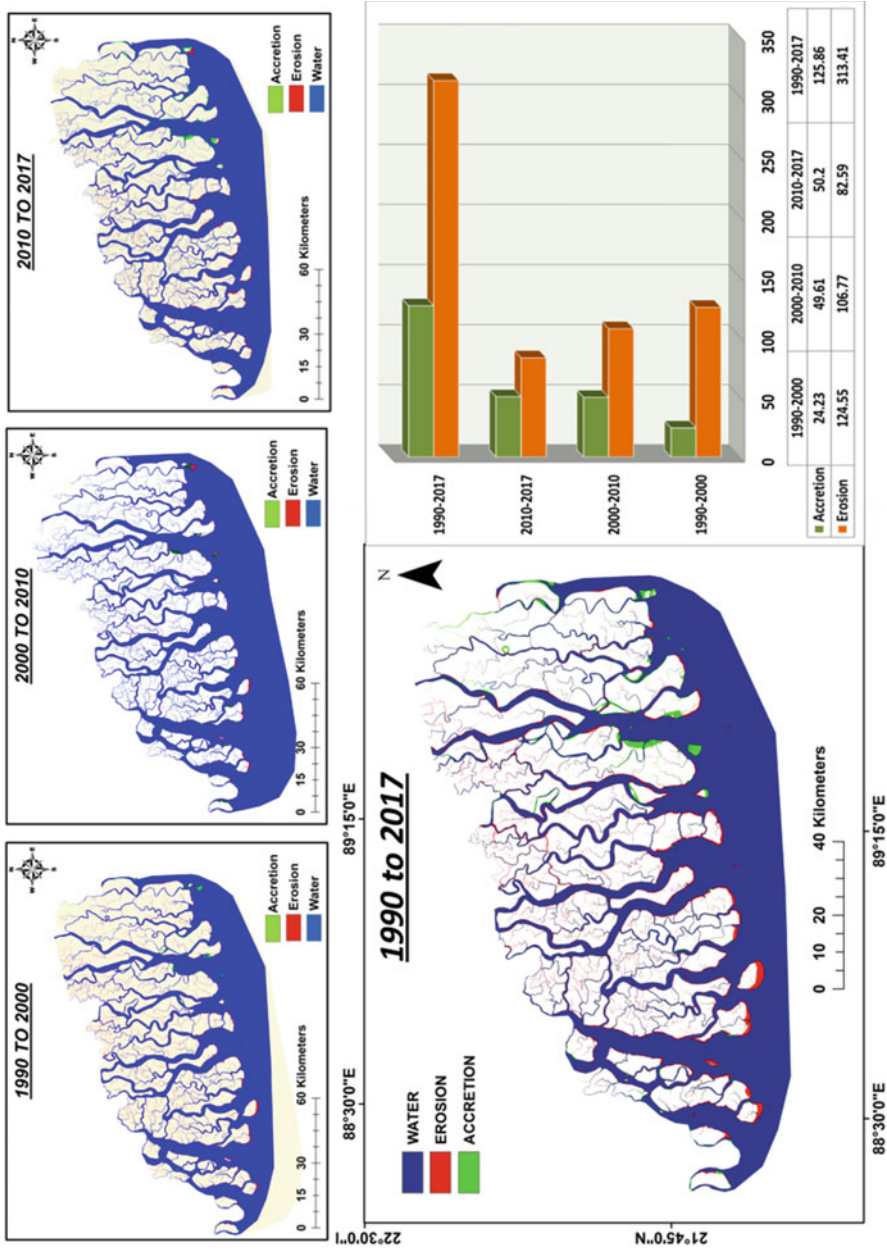 1990 TO 2000
N
W
E
S
Accretion
Erosion
Water
0 15 30 60 Kilometers
2000 TO 2010
N
W
E
S
Accretion
Erosion
Water
0 15 30 60 Kilometers
2010 TO 2017
N
W
E
S
Accretion
Erosion
Water
0 15 30 60 Kilometers
88°30'0"E 89°15'0"E
22°30'0"
21°45'0"N
1990 to 2017
N
WATER
EROSION
ACCRETION
0 10 20 40 Kilometers
88°30'0"E 89°15'0"E
1990-2017
2010-2017
2000-2010
1990-2000
0 50 100 150 200 250 300 350
1990-2000 2000-2010 2010-2017 1990-2017
Accretion 24.23 49.61 50.2 125.86
Erosion 124.55 106.77 82.59 313.41